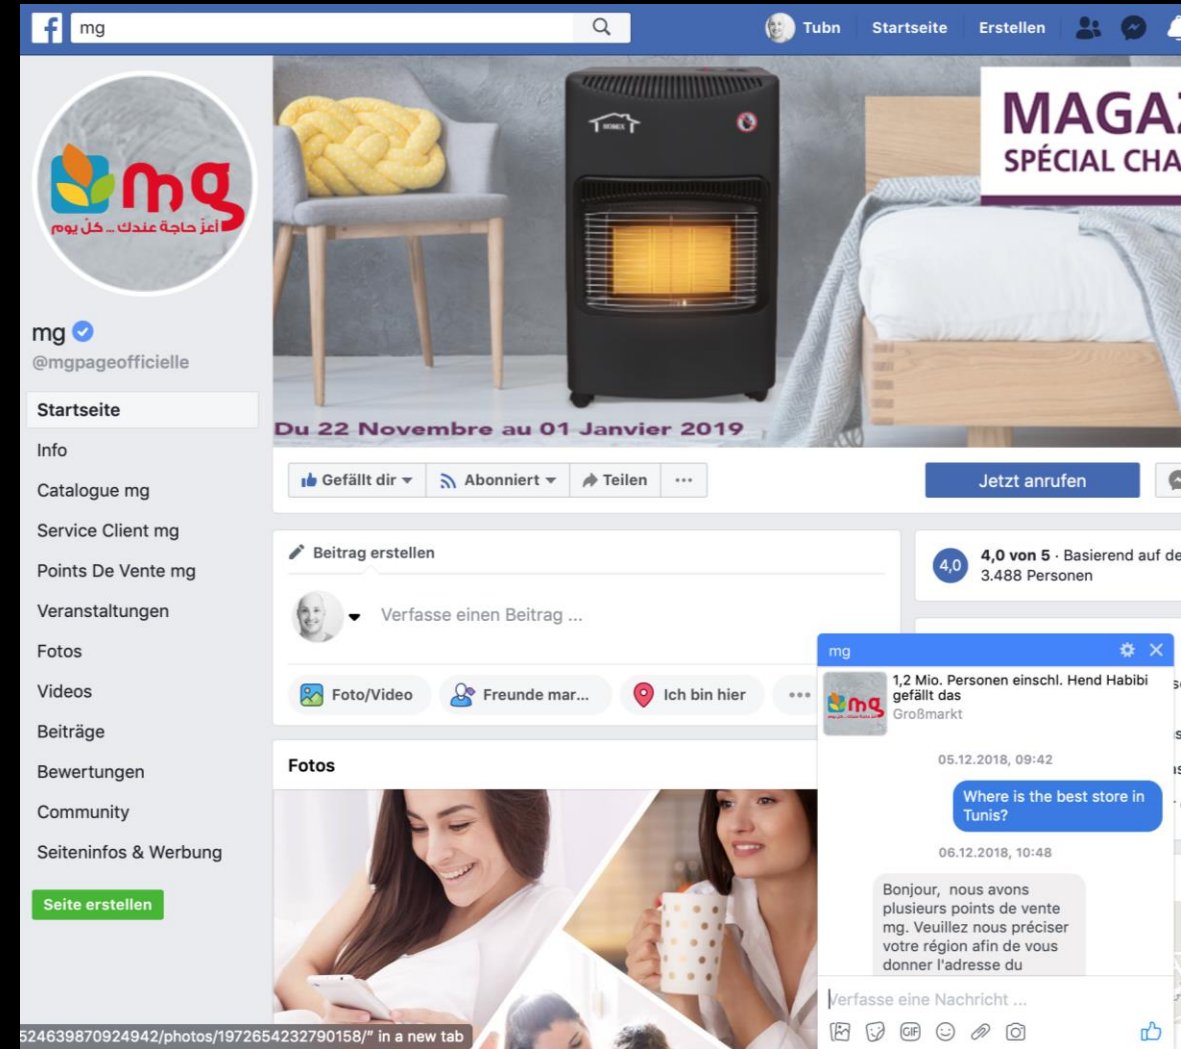 mg
Tubn
Startseite
Erstellen
mg
أعزّ حاجة عندك ... كلّ يوم
HOMEX
MAGAZ
SPÉCIAL CHA
Du 22 Novembre au 01 Janvier 2019
mg
@mgpageofficielle
Startseite
Info
Catalogue mg
Service Client mg
Points De Vente mg
Veranstaltungen
Fotos
Videos
Beiträge
Bewertungen
Community
Seiteninfos & Werbung
Seite erstellen
Gefällt dir
Abonniert
Teilen
Jetzt anrufen
Beitrag erstellen
Verfasse einen Beitrag ...
Foto/Video
Freunde mar...
Ich bin hier
Fotos
4,0
4,0 von 5 · Basierend auf de
3.488 Personen
mg
mg
1,2 Mio. Personen einschl. Hend Habibi
gefällt das
Großmarkt
05.12.2018, 09:42
Where is the best store in
Tunis?
06.12.2018, 10:48
Bonjour, nous avons
plusieurs points de vente
mg. Veuillez nous préciser
votre région afin de vous
donner l'adresse du
Verfasse eine Nachricht ...
GIF
524639870924942/photos/1972654232790158/” in a new tab